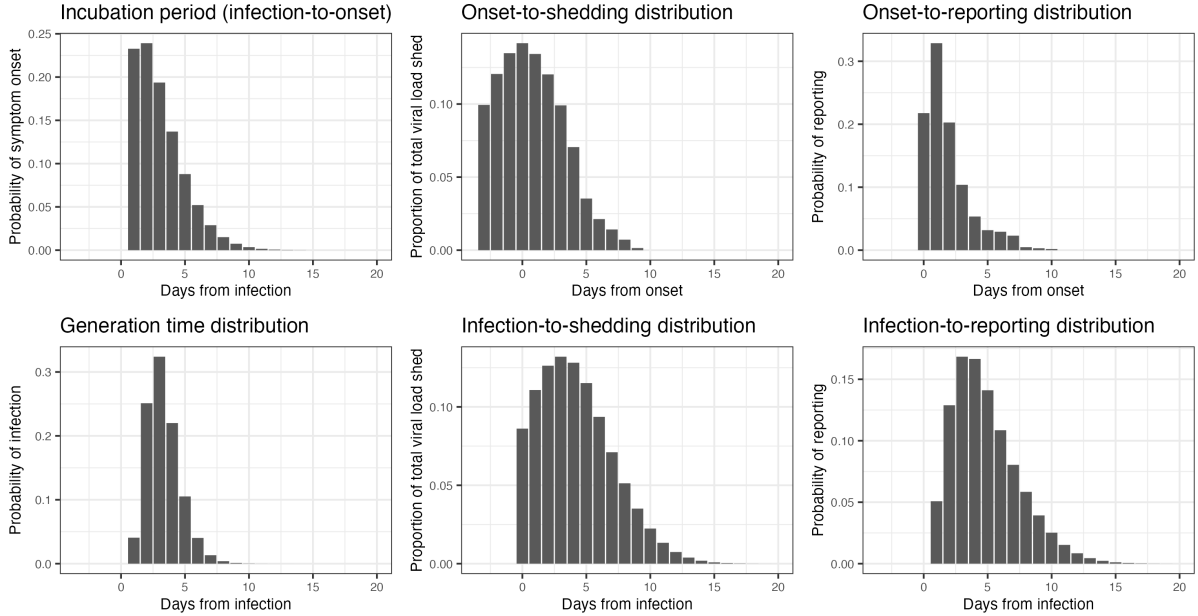 Incubation period (infection-to-onset)
Probability of symptom onset
0.25
0.20
0.15
0.10
0.05
0.00
0 5 10 15 20
Days from infection
Onset-to-shedding distribution
Proportion of total viral load shed
0.10
0.05
0.00
0 5 10 15 20
Days from onset
Onset-to-reporting distribution
Probability of reporting
0.3
0.2
0.1
0.0
0 5 10 15 20
Days from onset
Generation time distribution
Probability of infection
0.3
0.2
0.1
0.0
0 5 10 15 20
Days from infection
Infection-to-shedding distribution
Proportion of total viral load shed
0.10
0.05
0.00
0 5 10 15 20
Days from infection
Infection-to-reporting distribution
Probability of reporting
0.15
0.10
0.05
0.00
0 5 10 15 20
Days from infection